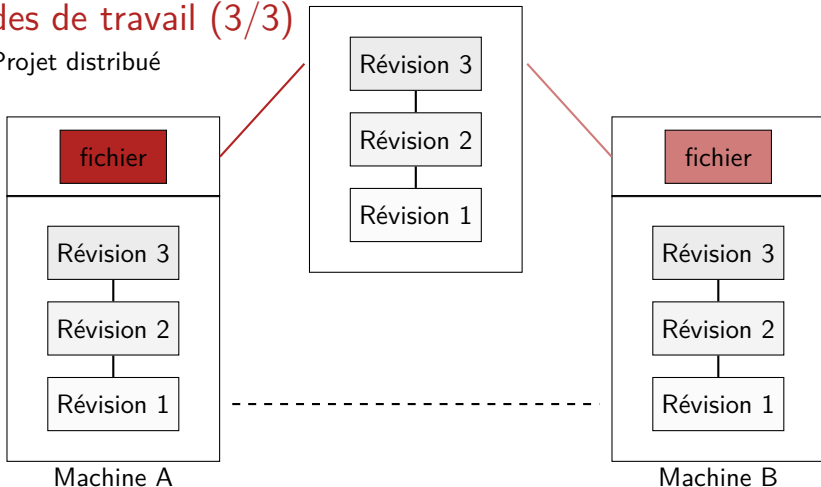 des de travail (3/3)
Projet distribué
Révision 3
Révision 2
Révision 1
fichier
Révision 3
Révision 2
Révision 1
Machine A
fichier
Révision 3
Révision 2
Révision 1
Machine B